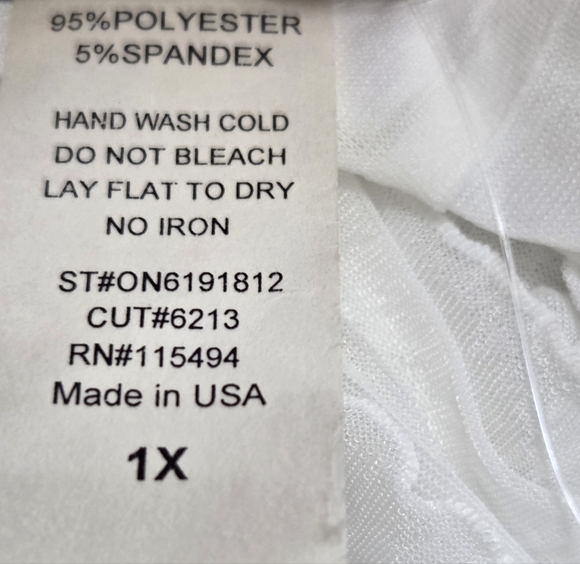 95%POLYESTER
5%SPANDEX
HAND WASH COLD
DO NOT BLEACH
LAY FLAT TO DRY
NO IRON
ST#ON6191812
CUT#6213
RN#115494
Made in USA
1X